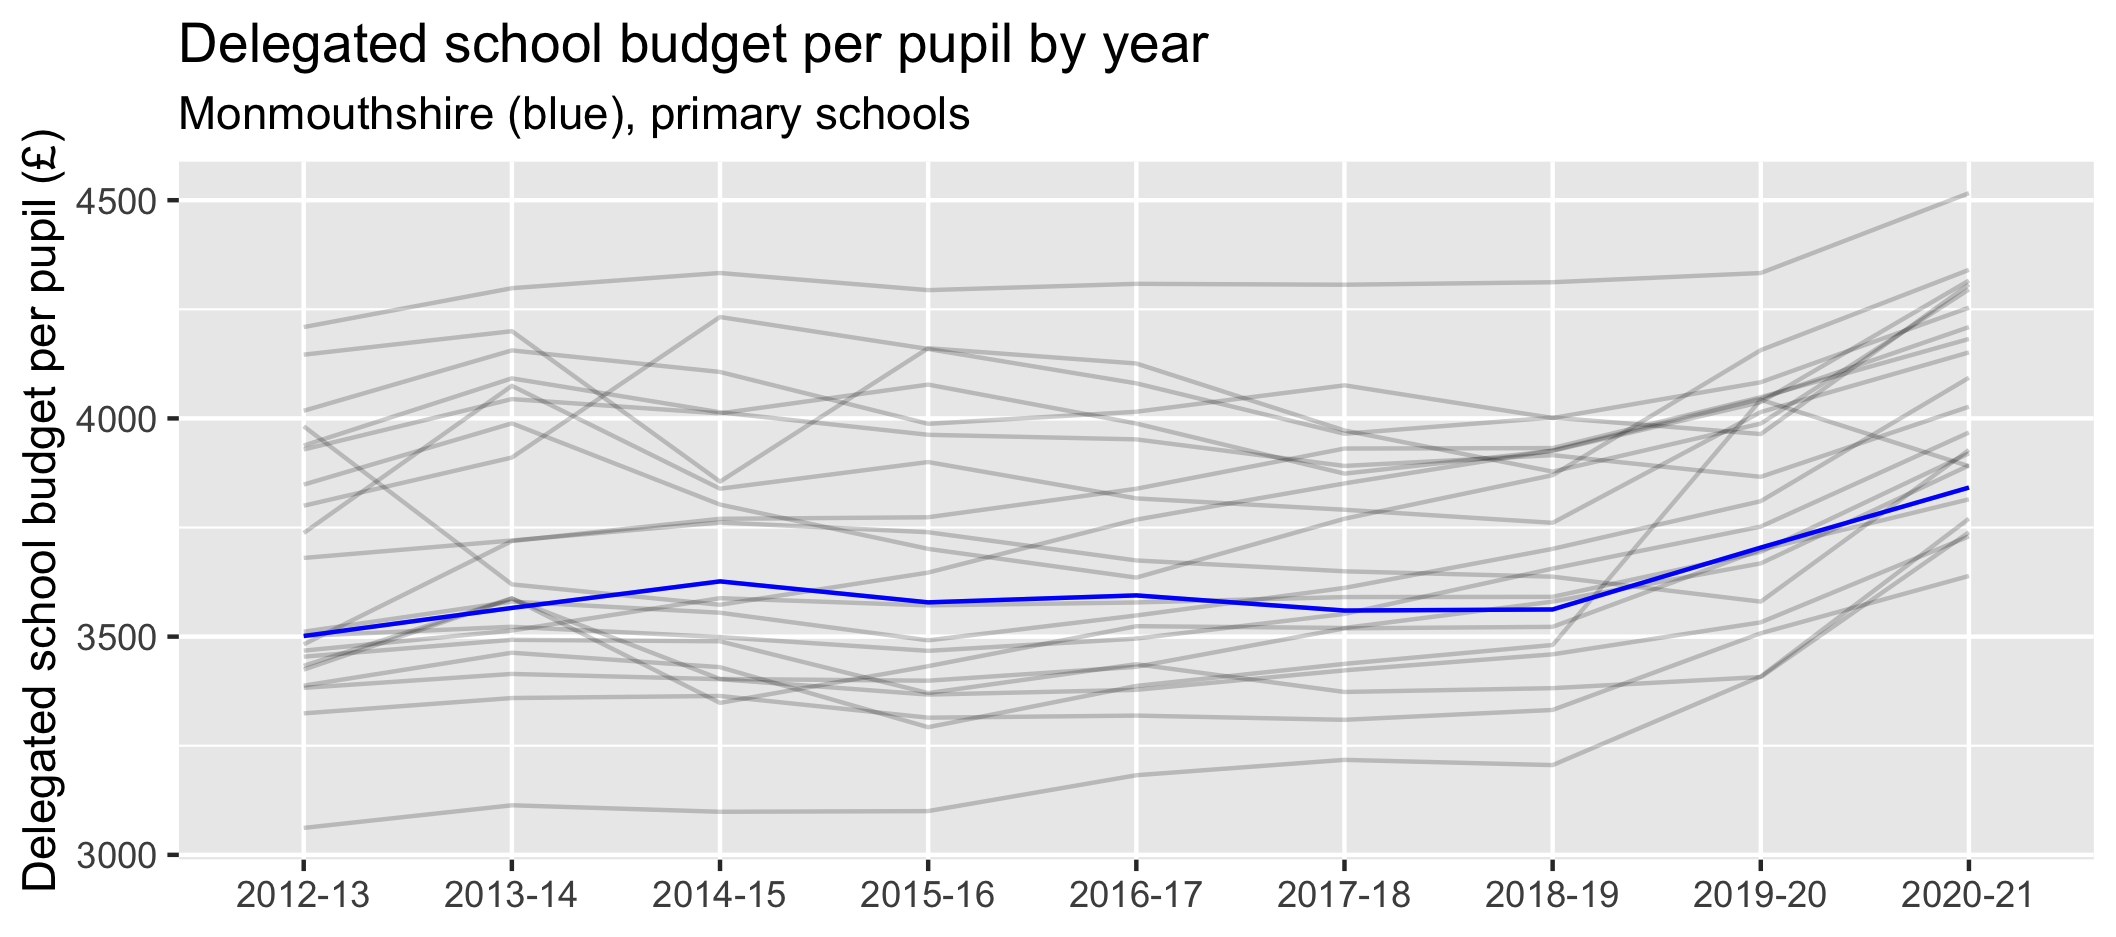 Delegated school budget per pupil by year
Monmouthshire (blue), primary schools
Delegated school budget per pupil (£)
4500
4000
3500
3000
2012-13 2013-14 2014-15 2015-16 2016-17 2017-18 2018-19 2019-20 2020-21